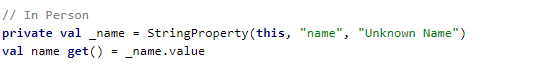 // In Person
private val _name = StringProperty(this, "name", "Unknown Name")
val name get() = _name.value